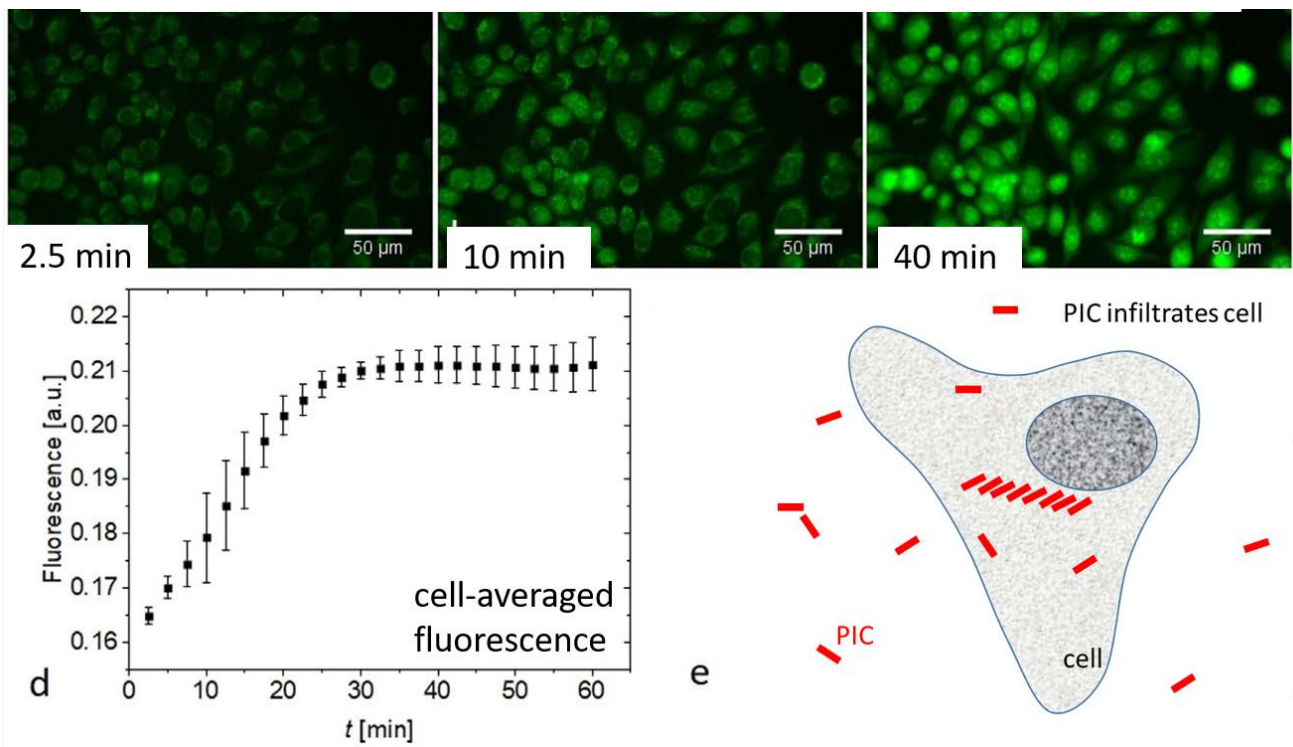 50 µm
50 µm
50 µm
2.5 min
10 min
40 min
0.22
0.21
0.20
0.19
0.18
0.17
0.16
Fluorescence [a.u.]
cell-averaged
fluorescence
0 10 20 30 40 50 60
t [min]
d
PIC infiltrates cell
PIC
cell
e